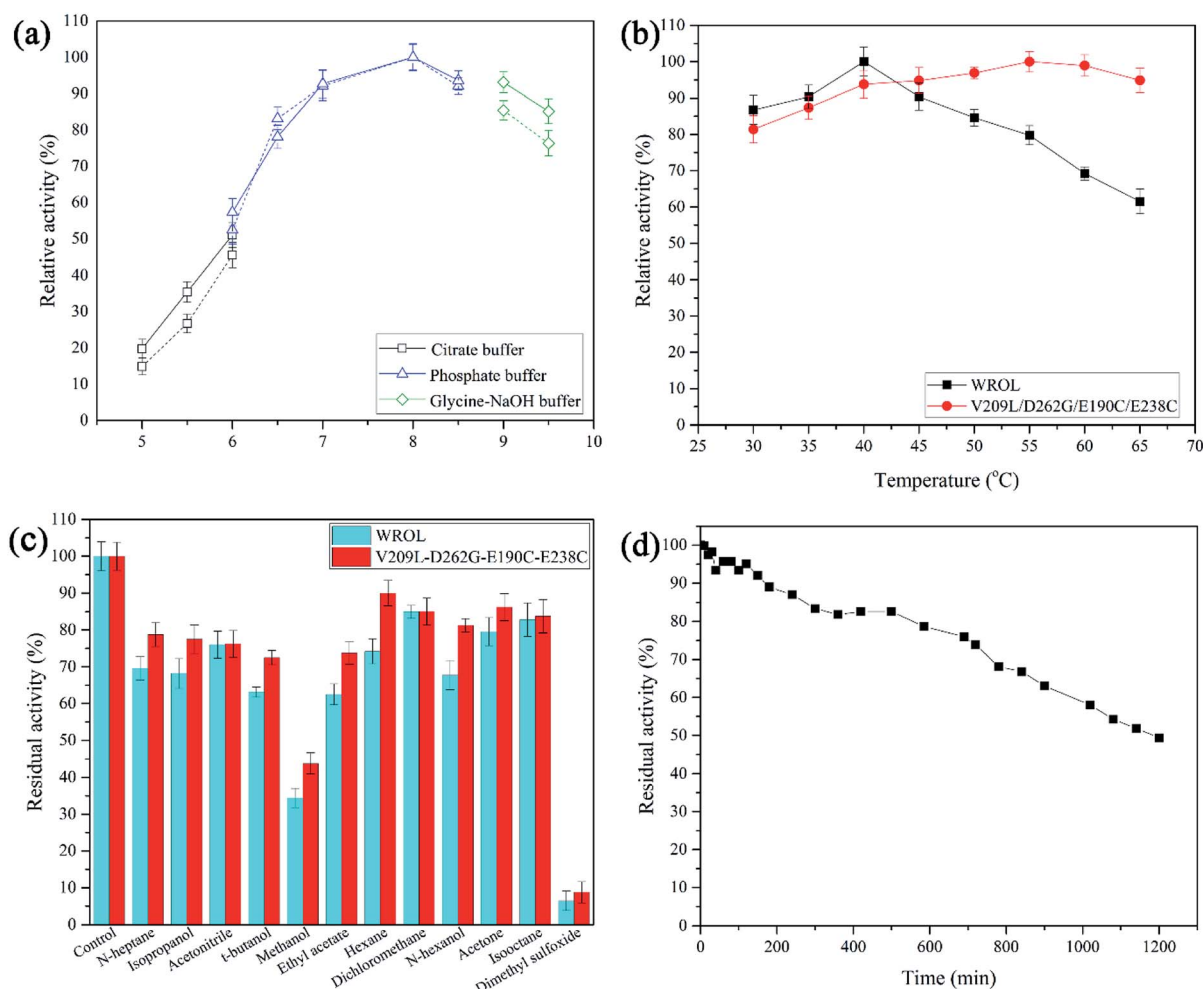 (a)
110
100
90
80
70
60
50
40
30
20
10
0
Relative activity (%)
Citrate buffer
Phosphate buffer
Glycine-NaOH buffer
5
6
7
8
9
10
(b)
110
100
90
80
70
60
50
40
30
20
10
0
Relative activity (%)
WROL
V209L/D262G/E190C/E238C
25
30
35
40
45
50
55
60
65
70
Temperature (°C)
(c)
110
100
90
80
70
60
50
40
30
20
10
0
Residual activity (%)
WROL
V209L-D262G-E190C-E238C
Control
N-heptane
Isopropanol
Acetonitrile
t-butanol
Methanol
Ethyl acetate
Hexane
Dichloromethane
N-hexanol
Acetone
Isooctane
Dimethyl sulfoxide
(d)
110
100
90
80
70
60
50
40
30
20
10
0
Residual activity (%)
0
200
400
600
800
1000
1200
Time (min)